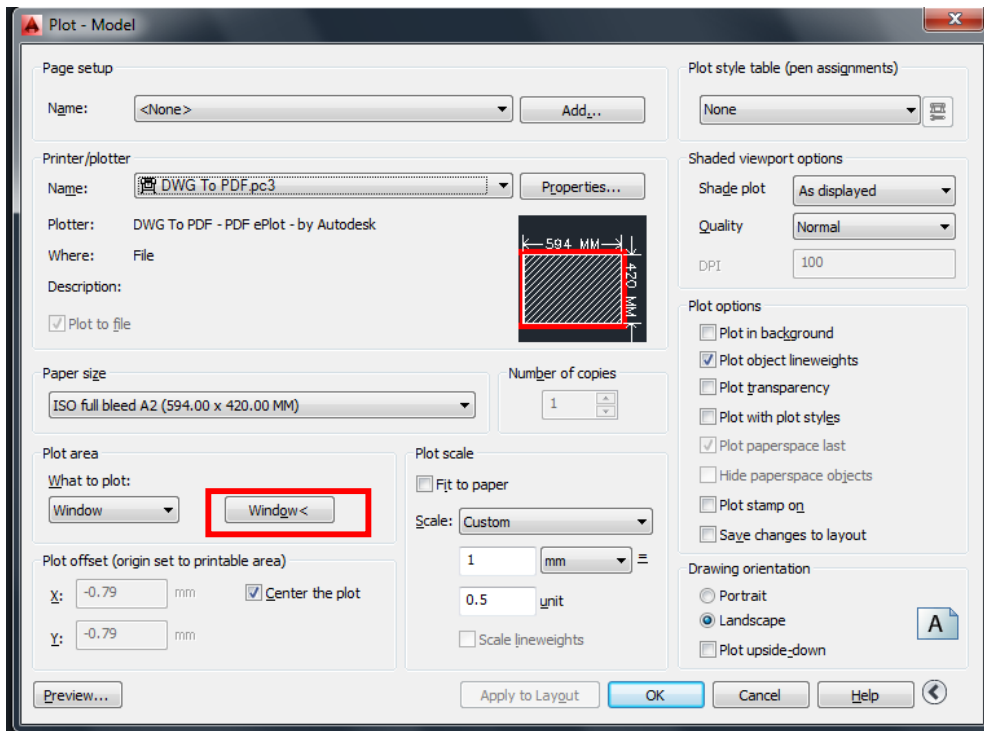 Plot - Model
Page setup
Name: <None> Add...
Printer/plotter
Name: DWG To PDF.pc3 Properties...
Plotter: DWG To PDF - PDF ePlot - by Autodesk
Where: File
Description:
Plot to file
594 MM
420 MM
Paper size
ISO full bleed A2 (594.00 x 420.00 MM)
Number of copies
1
Plot area
What to plot:
Window Window<
Plot offset (origin set to printable area)
X: -0.79 mm Center the plot
Y: -0.79 mm
Plot scale
Fit to paper
Scale: Custom
1 mm =
0.5 unit
Scale lineweights
Plot style table (pen assignments)
None
Shaded viewport options
Shade plot As displayed
Quality Normal
DPI 100
Plot options
Plot in background
Plot object lineweights
Plot transparency
Plot with plot styles
Plot paperspace last
Hide paperspace objects
Plot stamp on
Save changes to layout
Drawing orientation
Portrait
Landscape
Plot upside-down
A
Preview... Apply to Layout OK Cancel Help